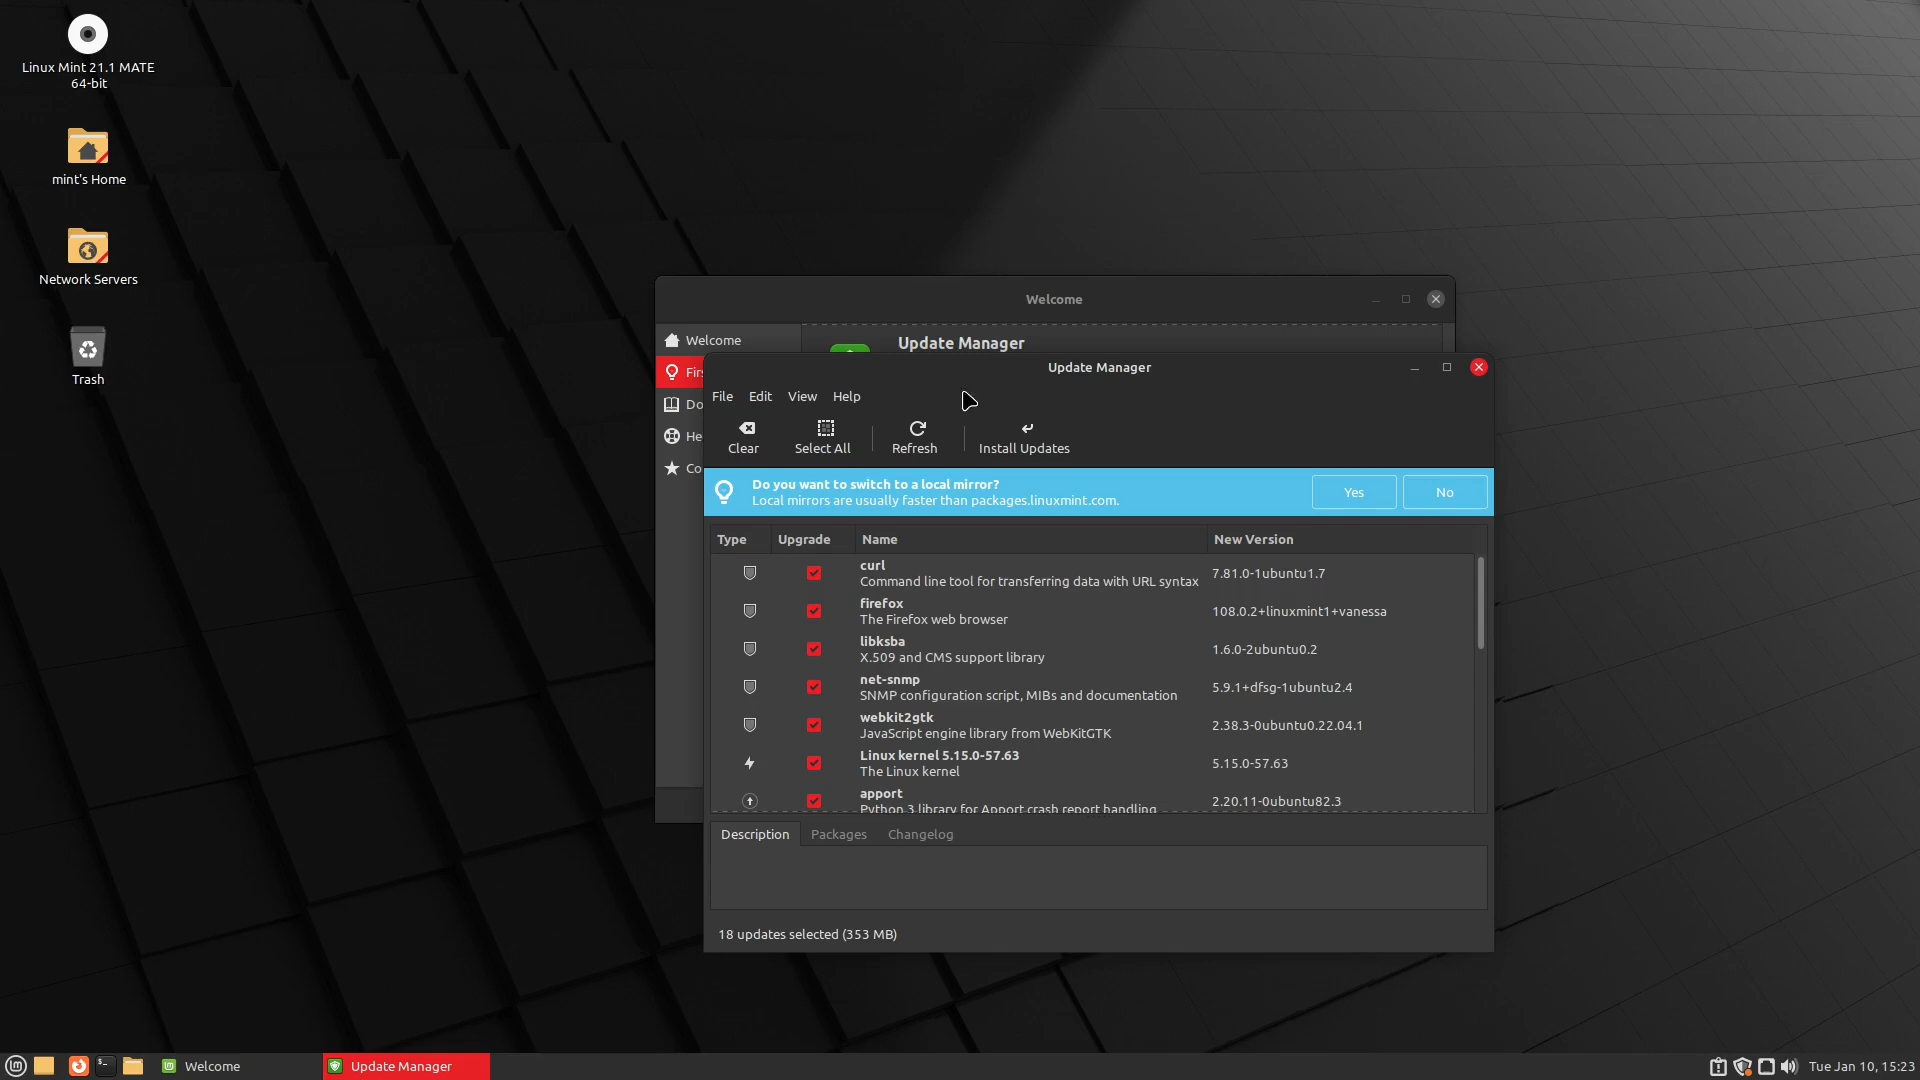 Linux Mint 21.1 MATE
64-bit
mint's Home
Network Servers
Trash
Welcome
Welcome
Update Manager
Firs
Do
He
Co
Update Manager
File Edit View Help
Clear Select All Refresh Install Updates
Do you want to switch to a local mirror?
Local mirrors are usually faster than packages.linuxmint.com.
Yes No
Type Upgrade Name New Version
curl
Command line tool for transferring data with URL syntax
7.81.0-1ubuntu1.7
firefox
The Firefox web browser
108.0.2+linuxmint1+vanessa
libksba
X.509 and CMS support library
1.6.0-2ubuntu0.2
net-snmp
SNMP configuration script, MIBs and documentation
5.9.1+dfsg-1ubuntu2.4
webkit2gtk
JavaScript engine library from WebKitGTK
2.38.3-0ubuntu0.22.04.1
Linux kernel 5.15.0-57.63
The Linux kernel
5.15.0-57.63
apport
Python 3 library for Apport crash report handling
2.20.11-0ubuntu82.3
Description Packages Changelog
18 updates selected (353 MB)
Welcome Update Manager Tue Jan 10, 15:23